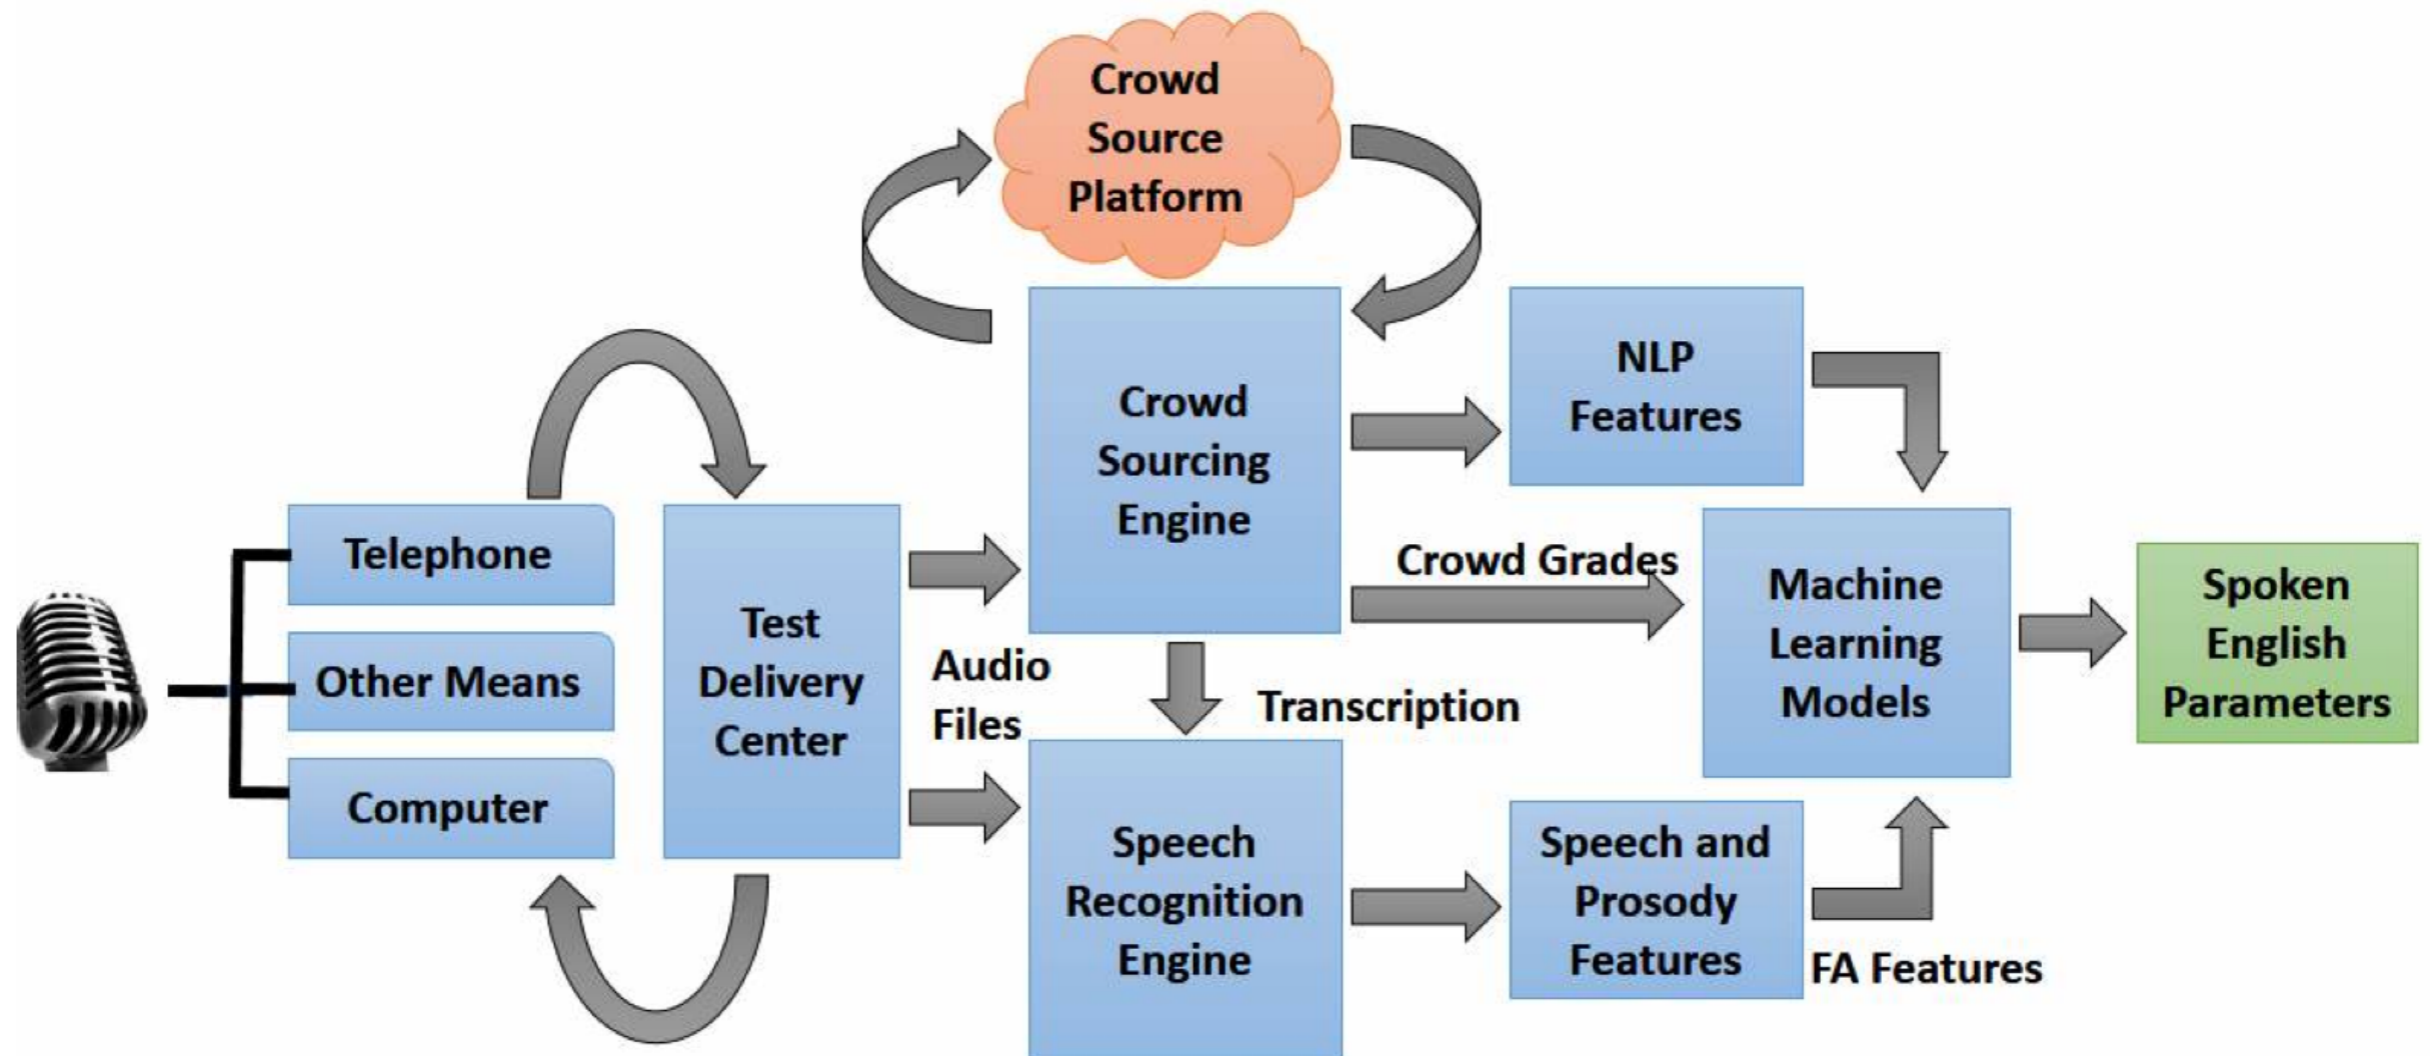 Crowd
Source
Platform
Telephone
Other Means
Computer
Test
Delivery
Center
Audio
Files
Crowd
Sourcing
Engine
Transcription
Speech
Recognition
Engine
NLP
Features
Crowd Grades
Speech and
Prosody
Features
FA Features
Machine
Learning
Models
Spoken
English
Parameters